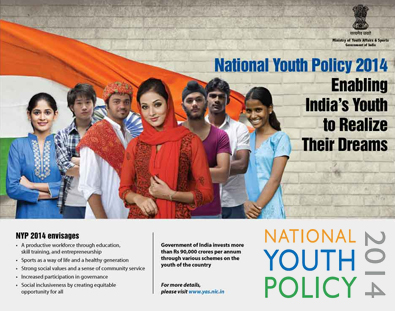 Ministry of Youth Affairs & Sports
Government of India
National Youth Policy 2014
Enabling
India's Youth
to Realize
Their Dreams
NYP 2014 envisages
• A productive workforce through education,
skill training, and entrepreneurship
• Sports as a way of life and a healthy generation
• Strong social values and a sense of community service
• Increased participation in governance
• Social inclusiveness by creating equitable
opportunity for all
Government of India invests more
than Rs 90,000 crores per annum
through various schemes on the
youth of the country
For more details,
please visit www.yas.nic.in
NATIONAL
YOUTH
POLICY
2014